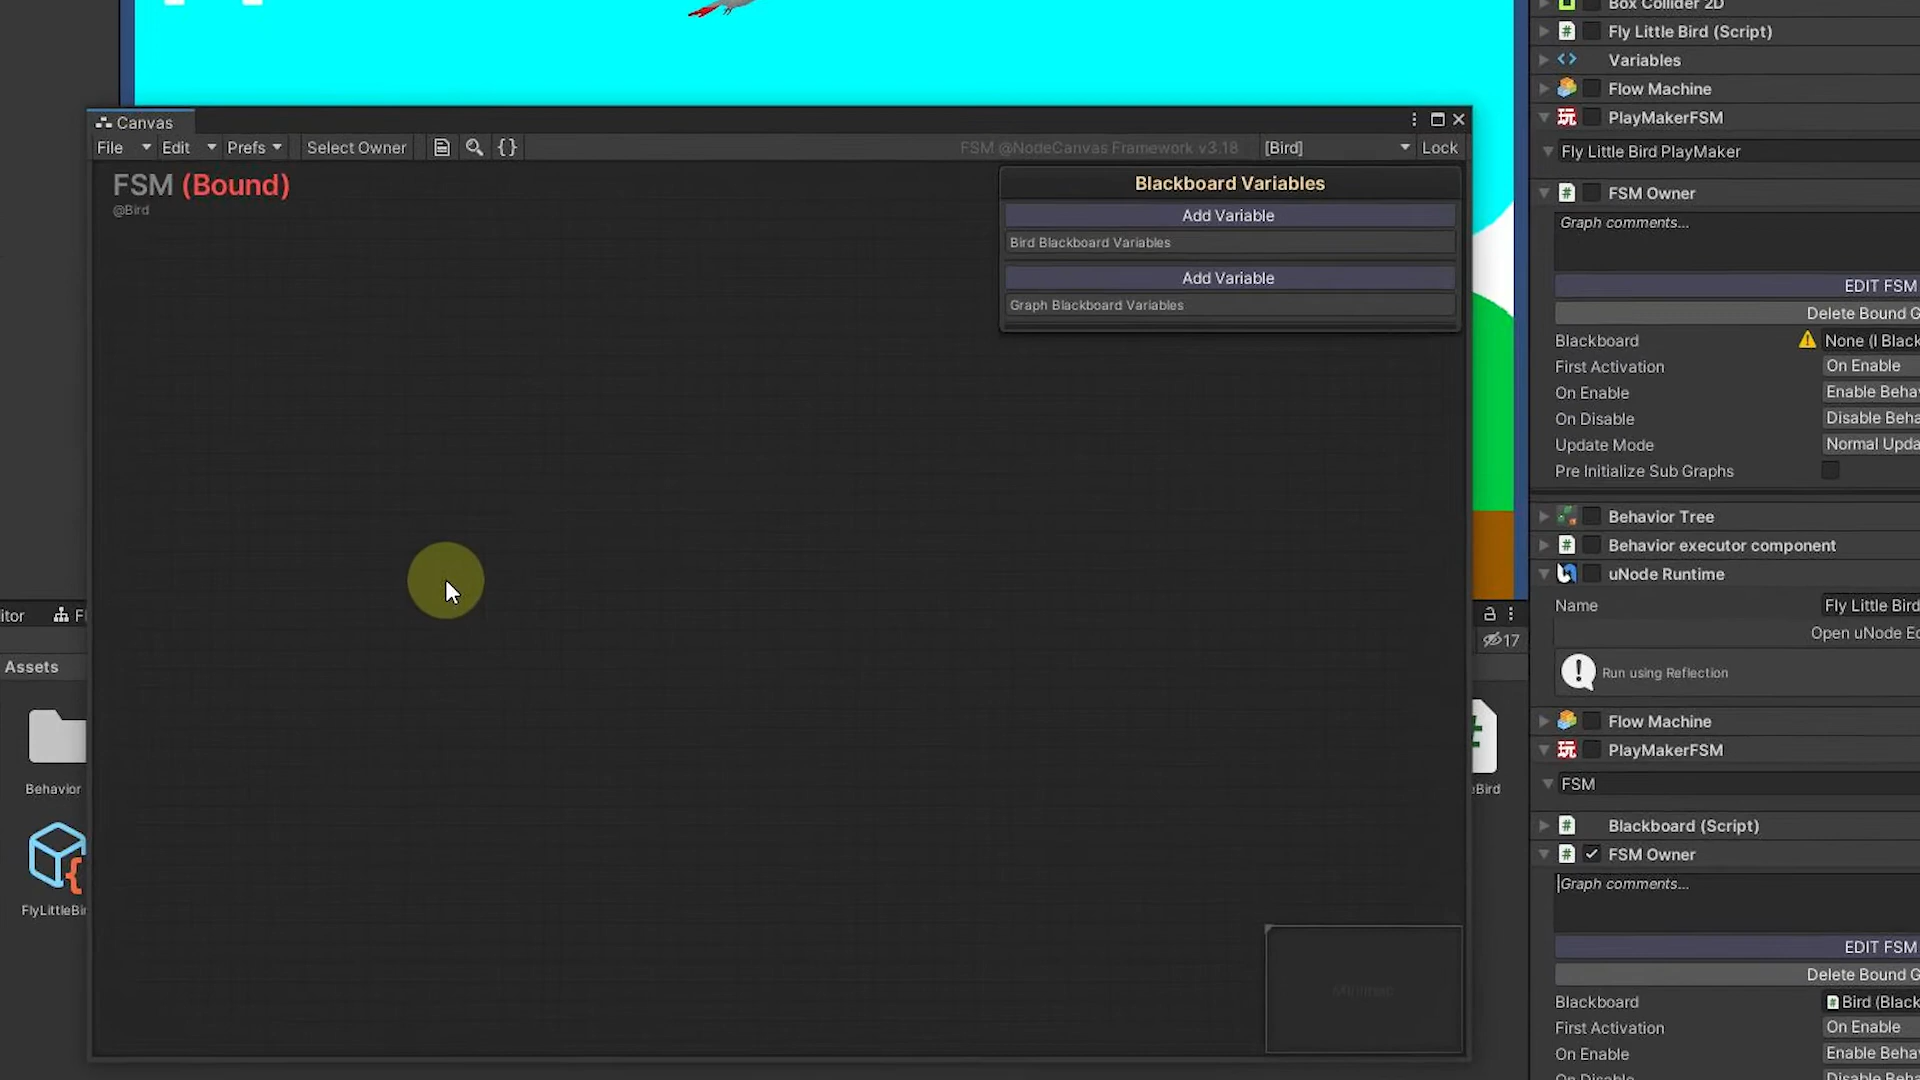 Canvas
File
Edit
Prefs
Select Owner
{}
FSM @NodeCanvas Framework v3.18
[Bird]
Lock
FSM (Bound)
@Bird
Blackboard Variables
Add Variable
Bird Blackboard Variables
Add Variable
Graph Blackboard Variables
Minimap
itor
Fl
Assets
Behavior
FlyLittleBir
17
eBird
Box Collider 2D
Fly Little Bird (Script)
Variables
Flow Machine
PlayMakerFSM
Fly Little Bird PlayMaker
FSM Owner
Graph comments...
EDIT FSM
Delete Bound G
Blackboard
None (I Black
First Activation
On Enable
On Enable
Enable Beha
On Disable
Disable Beha
Update Mode
Normal Upda
Pre Initialize Sub Graphs
Behavior Tree
Behavior executor component
uNode Runtime
Name
Fly Little Bird
Open uNode Ed
Run using Reflection
Flow Machine
PlayMakerFSM
FSM
Blackboard (Script)
FSM Owner
Graph comments...
EDIT FSM
Delete Bound G
Blackboard
Bird (Black
First Activation
On Enable
On Enable
Enable Beha